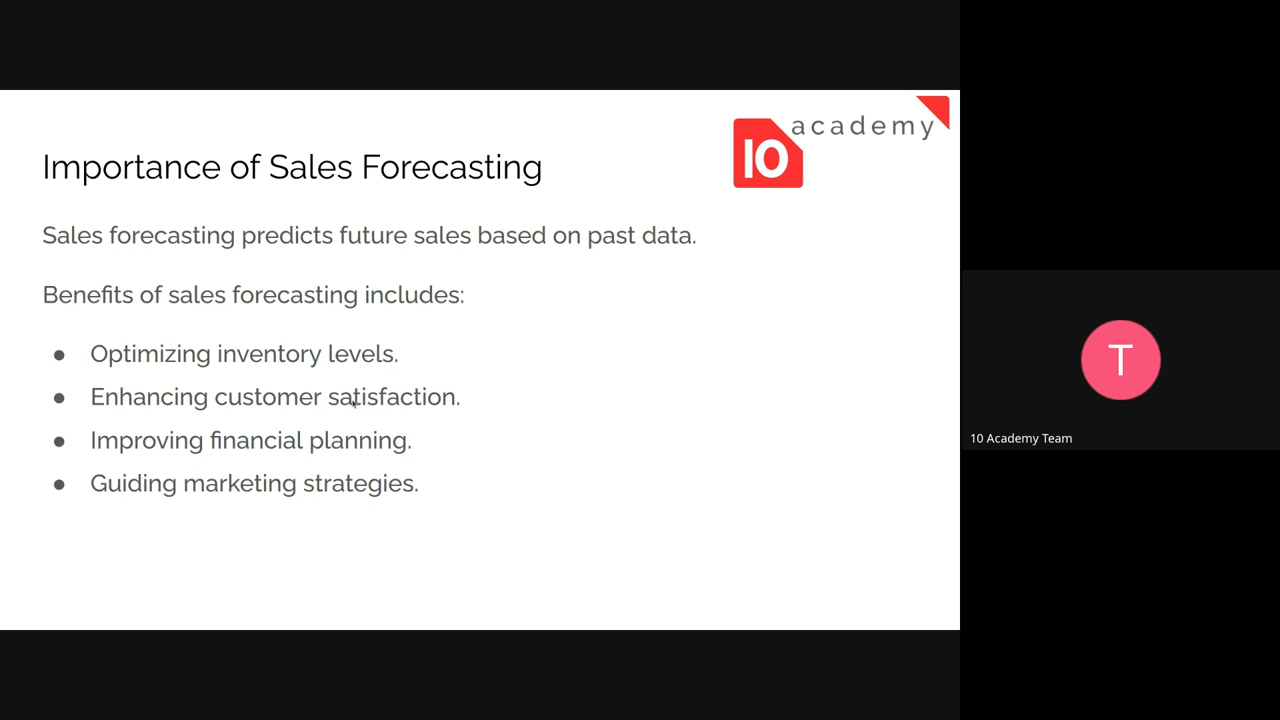 academy
10
Importance of Sales Forecasting
Sales forecasting predicts future sales based on past data.
Benefits of sales forecasting includes:
● Optimizing inventory levels.
● Enhancing customer satisfaction.
● Improving financial planning.
● Guiding marketing strategies.
T
10 Academy Team